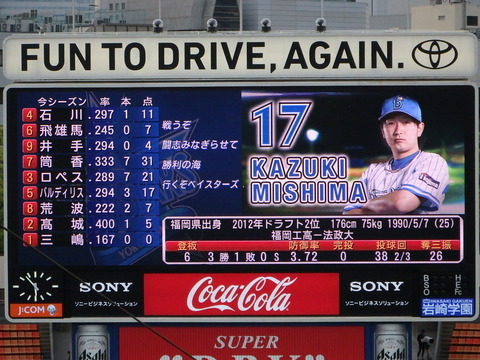 FUN TO DRIVE, AGAIN. TOYOTA
今シーズン 率 本 点
4 石川 .297 1 11
6 飛雄馬 .245 0 7
9 井手 .294 0 4
7 筒香 .333 7 31
3 ロペス .289 7 21
5 バルディリス .294 3 17
8 荒波 .222 2 7
2 髙城 .400 0 5
1 三嶋 .167 0 0
戦うぞ
闘志みなぎらせて
勝利の海
行くぞベイスターズ
17
KAZUKI
MISHIMA
福岡県出身 2012年ドラフト2位 176cm 75kg 1990/5/7 (25)
福岡工高ー法政大
登板 防御率 完投 投球回 奪三振
6 3勝 1敗 0S 3.72 0 38 2/3 26
B H
S E
O Fc
J:COM
SONY
ソニービジネスソリューション
Coca-Cola
SONY
ソニービジネスソリューション
IWASAKI GAKUEN
岩崎学園
Asahi
SUPER
"DRY"
Asahi